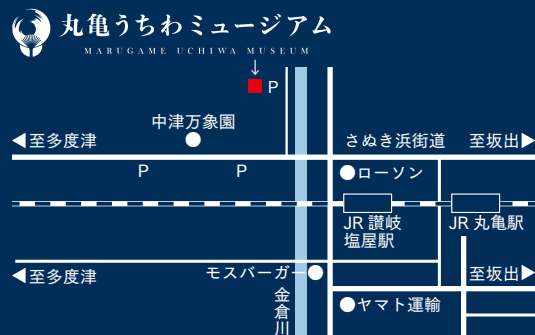 丸亀うちわミュージアム
MARUGAME UCHIWA MUSEUM
↓
P
中津万象園
◀至多度津
さぬき浜街道
至坂出▶
P
P
●ローソン
JR 讃岐
塩屋駅
JR 丸亀駅
◀至多度津
モスバーガー●
至坂出▶
金倉川
●ヤマト運輸